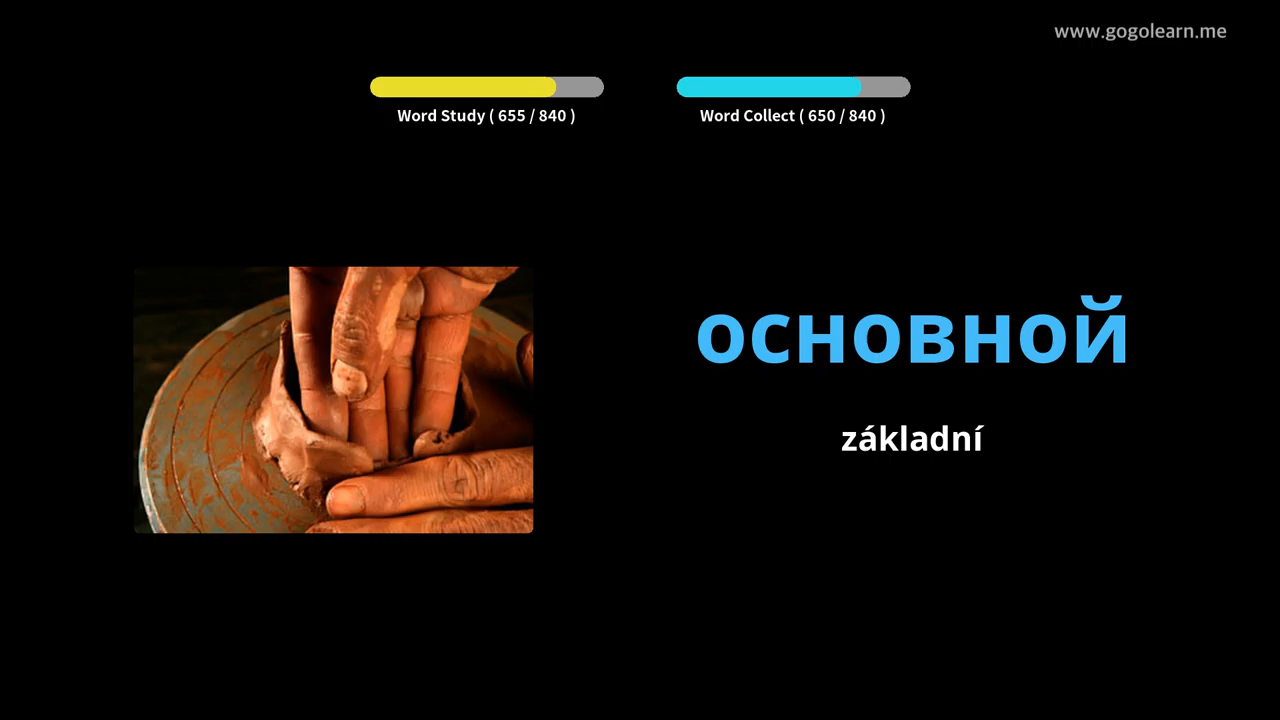 www.gogolearn.me
Word Study ( 655 / 840 )
Word Collect ( 650 / 840 )
основной
základní